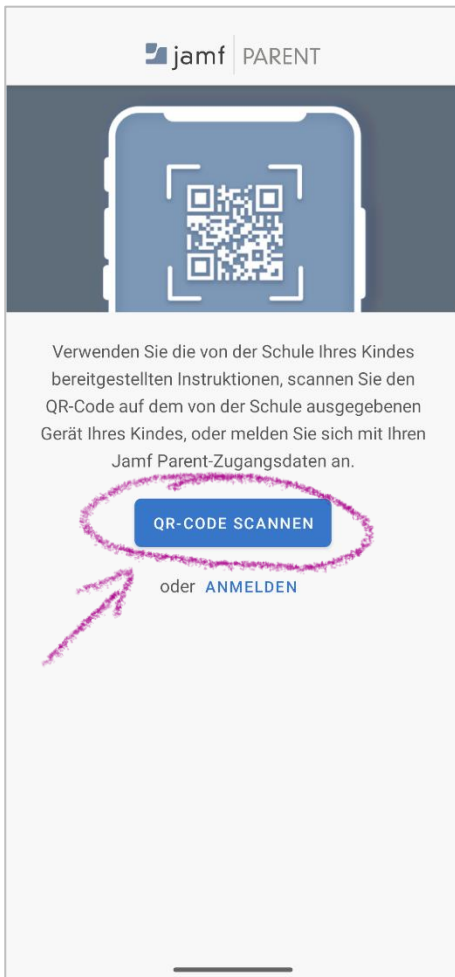 jamf PARENT
Verwenden Sie die von der Schule Ihres Kindes
bereitgestellten Instruktionen, scannen Sie den
QR-Code auf dem von der Schule ausgegebenen
Gerät Ihres Kindes, oder melden Sie sich mit Ihren
Jamf Parent-Zugangsdaten an.
QR-CODE SCANNEN
oder ANMELDEN